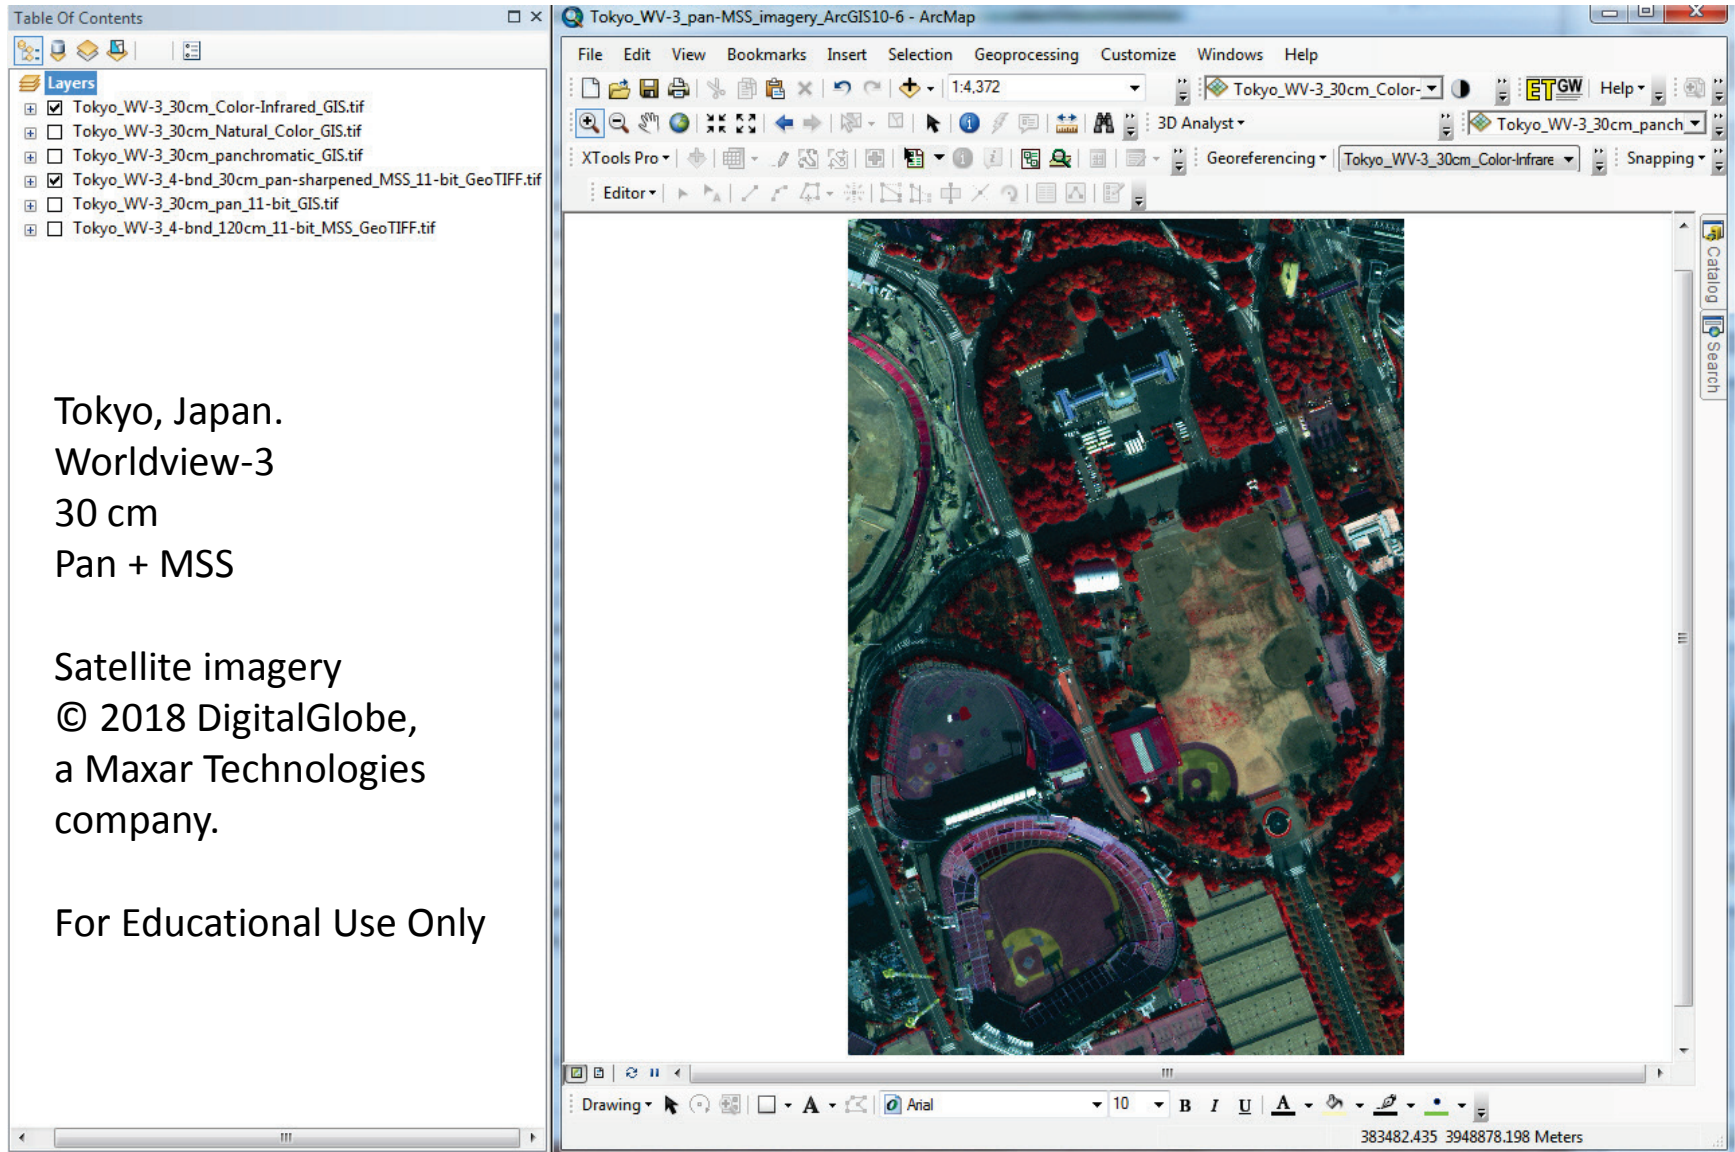 Table Of Contents
Layers
Tokyo_WV-3_30cm_Color-Infrared_GIS.tif
Tokyo_WV-3_30cm_Natural_Color_GIS.tif
Tokyo_WV-3_30cm_panchromatic_GIS.tif
Tokyo_WV-3_4-bnd_30cm_pan-sharpened_MSS_11-bit_GeoTIFF.tif
Tokyo_WV-3_30cm_pan_11-bit_GIS.tif
Tokyo_WV-3_4-bnd_120cm_11-bit_MSS_GeoTIFF.tif
Tokyo, Japan.
Worldview-3
30 cm
Pan + MSS
Satellite imagery
© 2018 DigitalGlobe,
a Maxar Technologies
company.
For Educational Use Only
Tokyo_WV-3_pan-MSS_imagery_ArcGIS10-6 - ArcMap
File Edit View Bookmarks Insert Selection Geoprocessing Customize Windows Help
1:4,372 Tokyo_WV-3_30cm_Color- ET GW Help
3D Analyst Tokyo_WV-3_30cm_panch
XTools Pro Georeferencing Tokyo_WV-3_30cm_Color-Infrare Snapping
Editor
Catalog
Search
Drawing A Arial 10 B I U A
383482.435 3948878.198 Meters